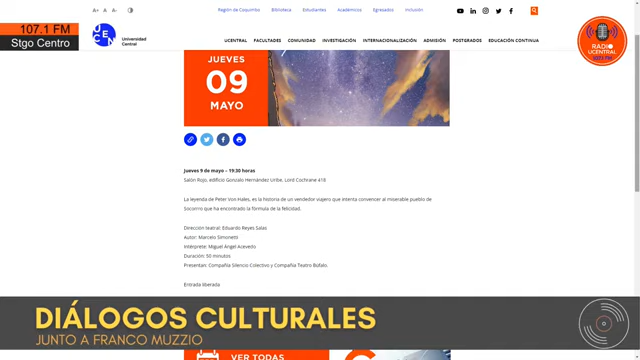 A+ A A-
Región de Coquimbo Biblioteca Estudiantes Académicos Egresados Inclusión
107.1 FM
Stgo Centro
UCEN
Universidad
Central
UCENTRAL FACULTADES COMUNIDAD INVESTIGACIÓN INTERNACIONALIZACIÓN ADMISIÓN POSTGRADOS EDUCACIÓN CONTINUA
RADIO
UCENTRAL
107.1 FM
JUEVES
09
MAYO
Jueves 9 de mayo – 19:30 horas
Salón Rojo, edificio Gonzalo Hernández Uribe, Lord Cochrane 418
La leyenda de Peter Von Hales, es la historia de un vendedor viajero que intenta convencer al miserable pueblo de
Socorrro que ha encontrado la fórmula de la felicidad.
Dirección teatral: Eduardo Reyes Salas
Autor: Marcelo Simonetti
Intérprete: Miguel Angel Acevedo
Duración: 50 minutos
Presentan: Compañía Silencio Colectivo y Compañía Teatro Búfalo.
Entrada liberada
DIÁLOGOS CULTURALES
JUNTO A FRANCO MUZZIO
VER TODAS